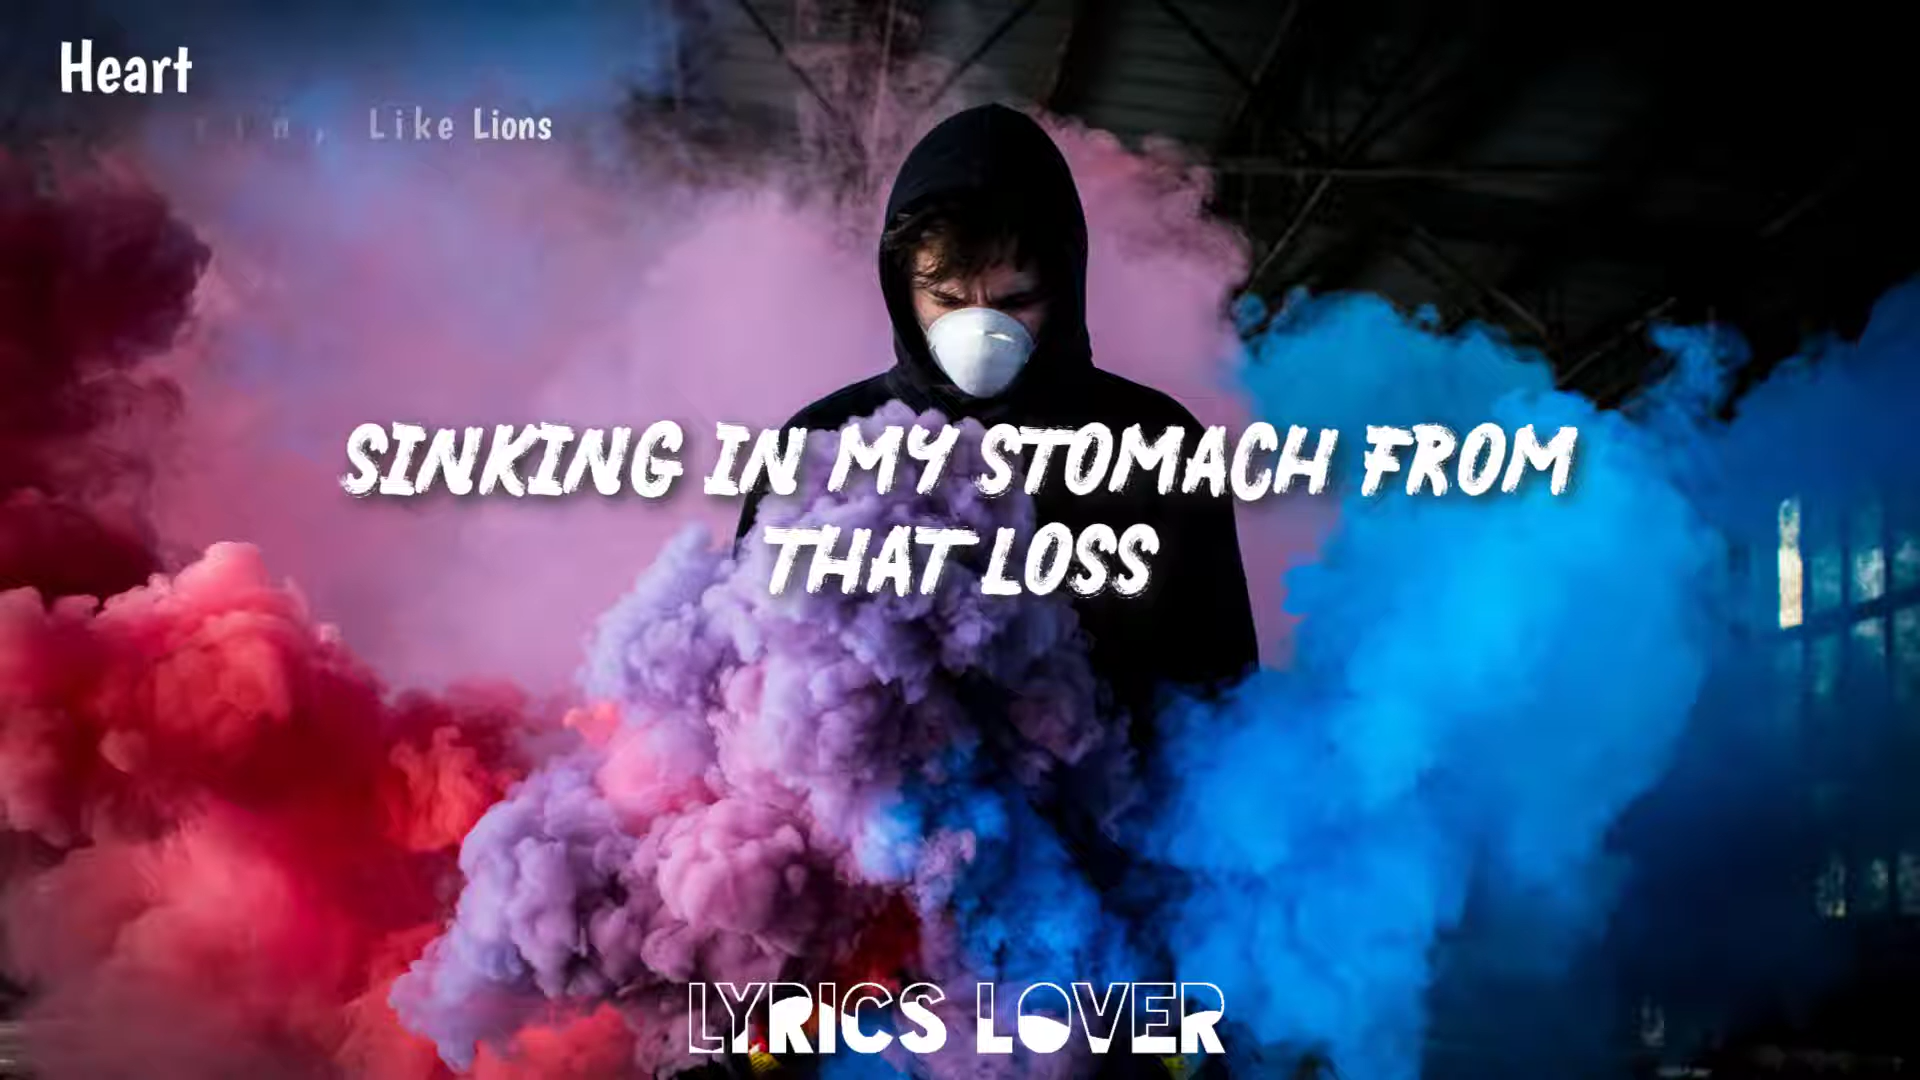 Heart
Like Lions
SINKING IN MY STOMACH FROM
THAT LOSS
LYRICS LOVER